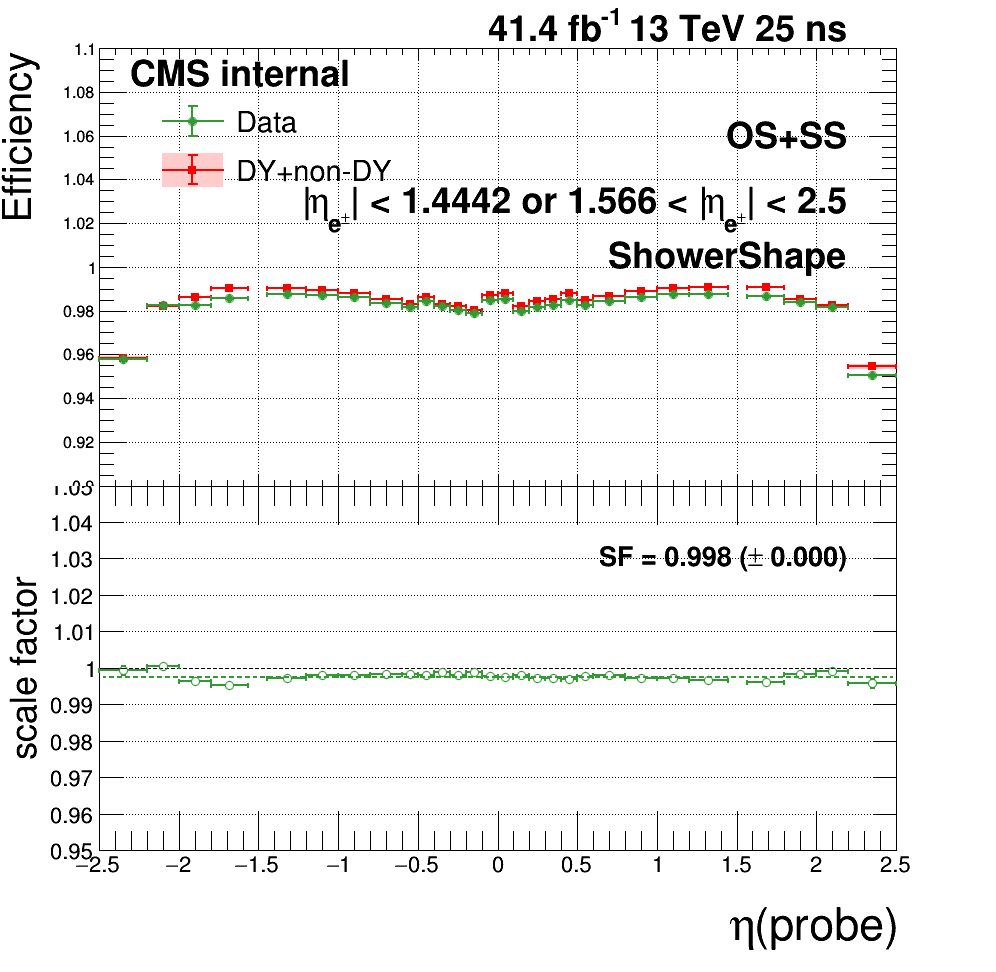 41.4 fb⁻¹ 13 TeV 25 ns
Efficiency
1.1
1.08
1.06
1.04
1.02
1
0.98
0.96
0.94
0.92
CMS internal
Data
DY+non-DY
OS+SS
|η_e±| < 1.4442 or 1.566 < |η_e±| < 2.5
ShowerShape
scale factor
1.04
1.03
1.02
1.01
1
0.99
0.98
0.97
0.96
0.95
SF = 0.998 (± 0.000)
−2.5 −2 −1.5 −1 −0.5 0 0.5 1 1.5 2 2.5
η(probe)